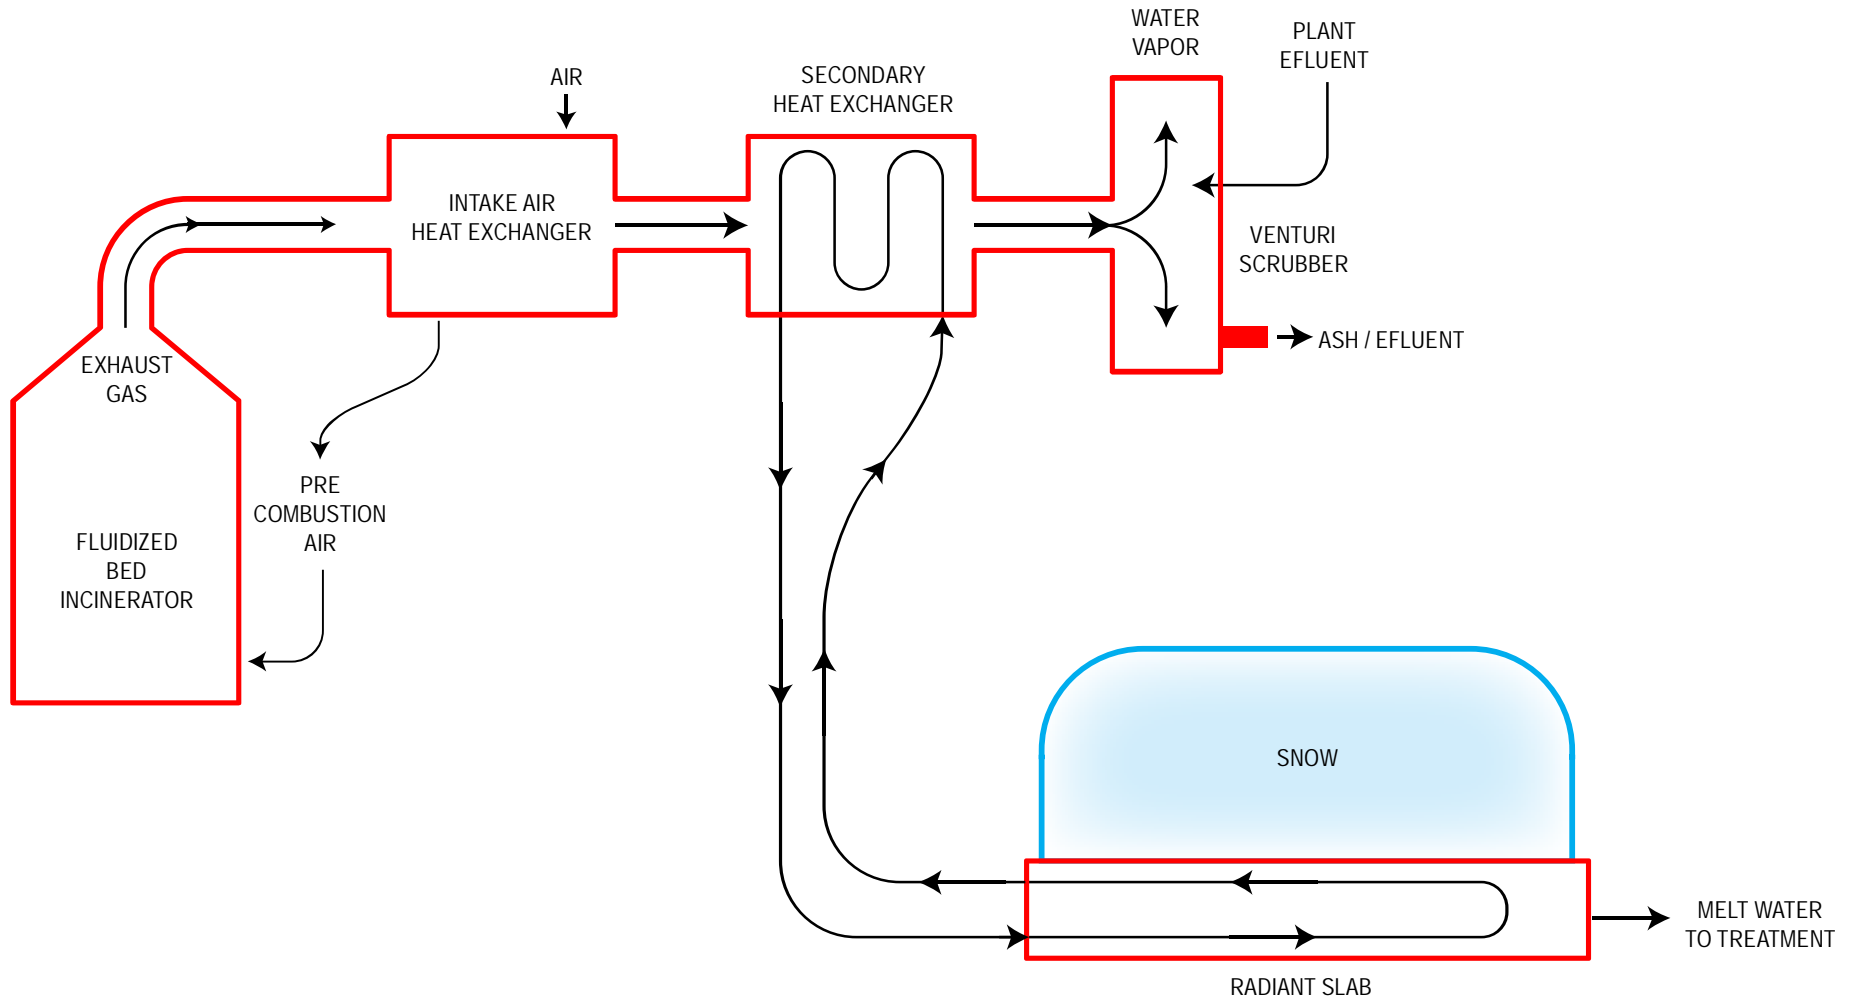 WATER
VAPOR
PLANT
EFLUENT
AIR
SECONDARY
HEAT EXCHANGER
INTAKE AIR
HEAT EXCHANGER
VENTURI
SCRUBBER
ASH / EFLUENT
EXHAUST
GAS
PRE
COMBUSTION
AIR
FLUIDIZED
BED
INCINERATOR
SNOW
MELT WATER
TO TREATMENT
RADIANT SLAB